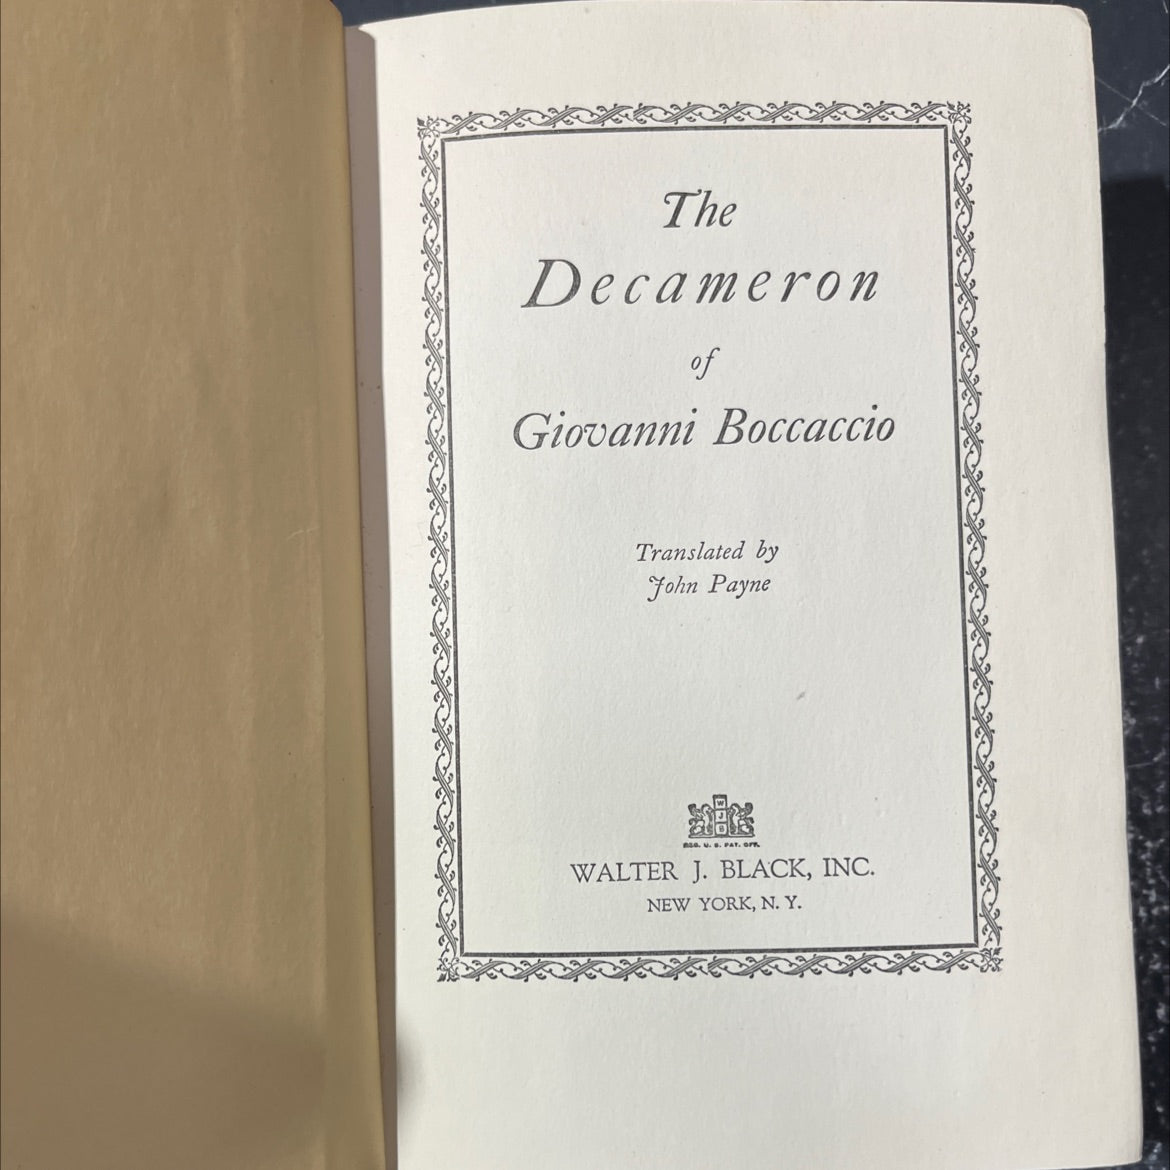 The
Decameron
of
Giovanni Boccaccio
Translated by
John Payne
W
J
B
REG. U. S. PAT. OFF.
WALTER J. BLACK, INC.
NEW YORK, N. Y.